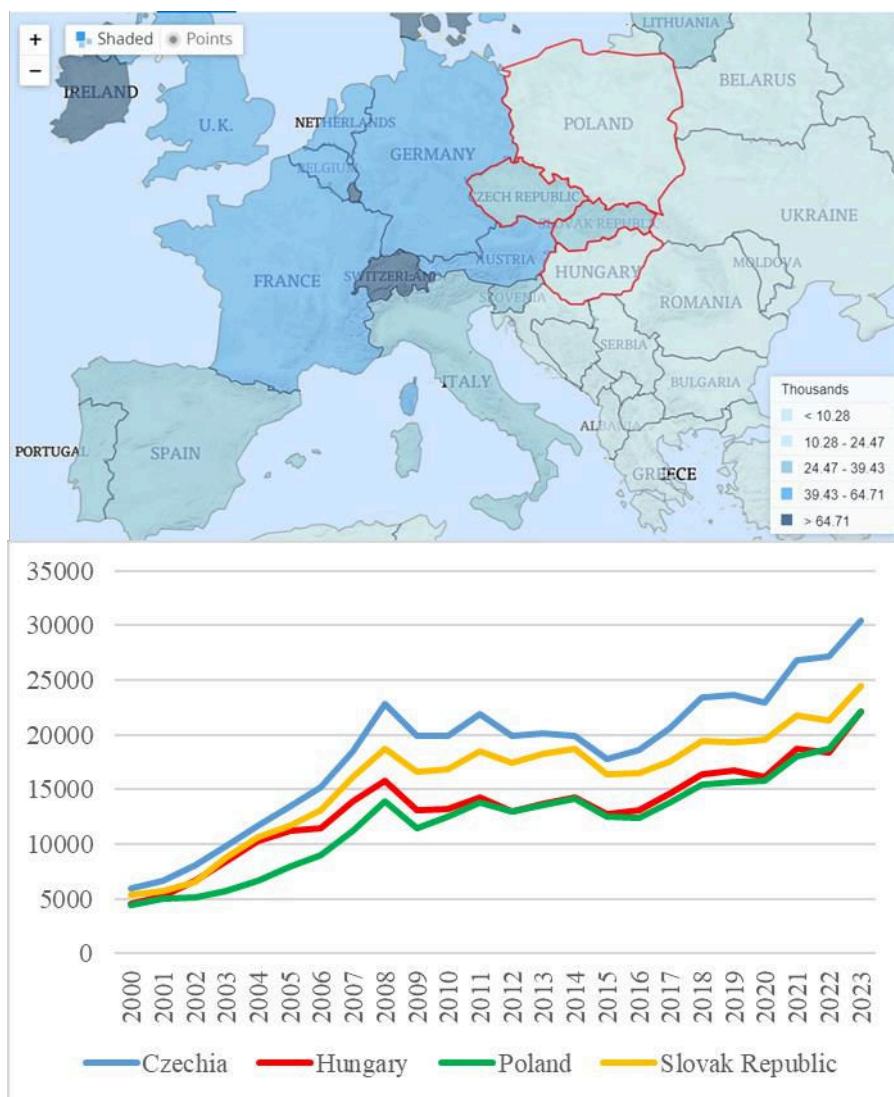 +
−
Shaded Points
LITHUANIA
BELARUS
IRELAND
U.K.
NETHERLANDS
POLAND
BELGIUM
GERMANY
CZECH REPUBLIC
UKRAINE
SLOVAK REPUBLIC
FRANCE
SWITZERLAND
AUSTRIA
HUNGARY
MOLDOVA
SLOVENIA
ROMANIA
SERBIA
ITALY
BULGARIA
PORTUGAL
SPAIN
ALBANIA
GREECE
Thousands
< 10.28
10.28 - 24.47
24.47 - 39.43
39.43 - 64.71
> 64.71
35000
30000
25000
20000
15000
10000
5000
0
2000 2001 2002 2003 2004 2005 2006 2007 2008 2009 2010 2011 2012 2013 2014 2015 2016 2017 2018 2019 2020 2021 2022 2023
Czechia Hungary Poland Slovak Republic